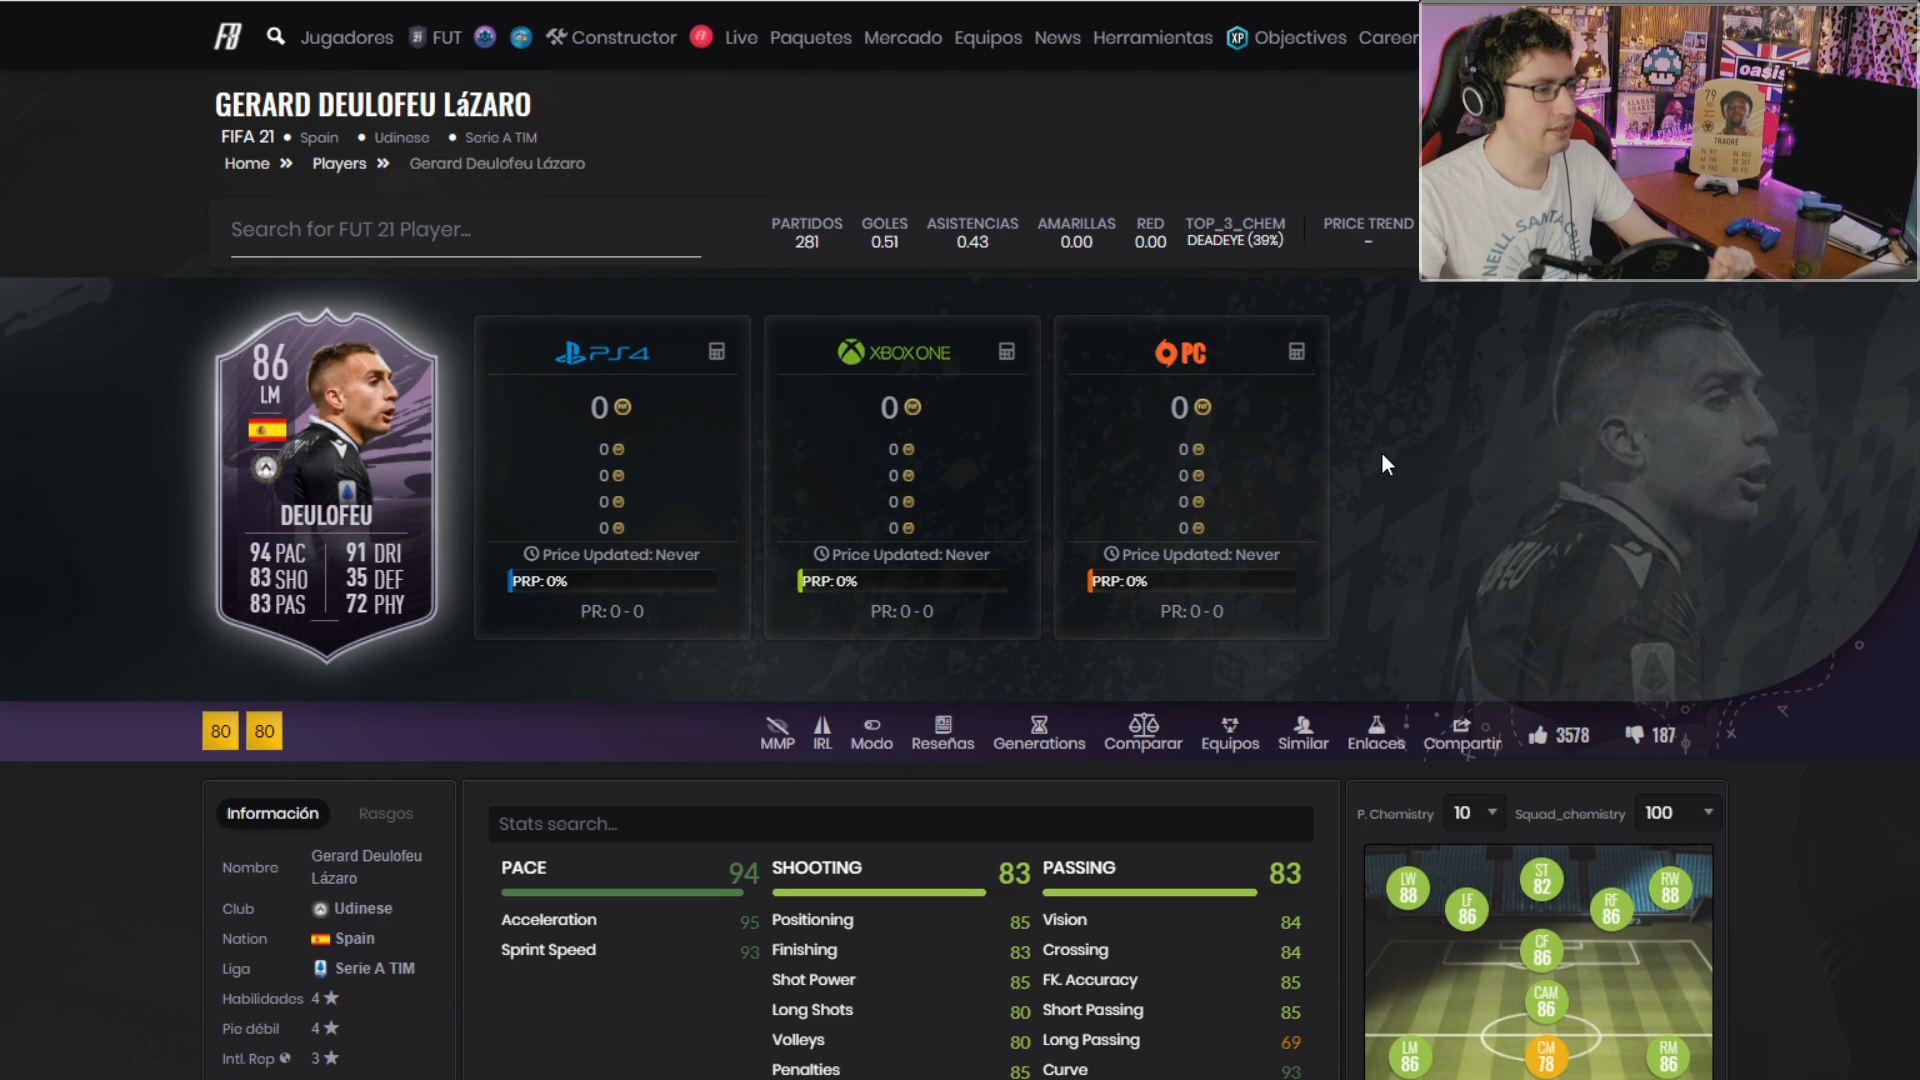 Jugadores
21 FUT
Constructor
Live
Paquetes
Mercado
Equipos
News
Herramientas
XP Objectives
Career
GERARD DEULOFEU LáZARO
FIFA 21 • Spain • Udinese • Serie A TIM
Home » Players » Gerard Deulofeu Lázaro
Search for FUT 21 Player...
PARTIDOS GOLES ASISTENCIAS AMARILLAS RED TOP_3_CHEM PRICE TREND
281 0.51 0.43 0.00 0.00 DEADEYE (39%) -
oasis
79
TRAORÉ
O'NEILL SANTA CRUZ
86
LM
DEULOFEU
94 PAC 91 DRI
83 SHO 35 DEF
83 PAS 72 PHY
PS4
0
0
0
0
0
Price Updated: Never
PRP: 0%
PR: 0 - 0
XBOX ONE
0
0
0
0
0
Price Updated: Never
PRP: 0%
PR: 0 - 0
PC
0
0
0
0
0
Price Updated: Never
PRP: 0%
PR: 0 - 0
80 80
MMP IRL Modo Reseñas Generations Comparar Equipos Similar Enlaces Compartir 3578 187
Información Rasgos
Nombre Gerard Deulofeu
Lázaro
Club Udinese
Nation Spain
Liga Serie A TIM
Habilidades 4★
Pie débil 4★
Intl. Rep 3★
Stats search...
PACE 94
Acceleration 95
Sprint Speed 93
SHOOTING 83
Positioning 85
Finishing 83
Shot Power 85
Long Shots 80
Volleys 80
Penalties 85
PASSING 83
Vision 84
Crossing 84
FK. Accuracy 85
Short Passing 85
Long Passing 69
Curve 93
P. Chemistry 10 Squad_chemistry 100
LW
88
LF
86
ST
82
RF
86
RW
88
CF
86
CAM
86
LM
86
CM
78
RM
86